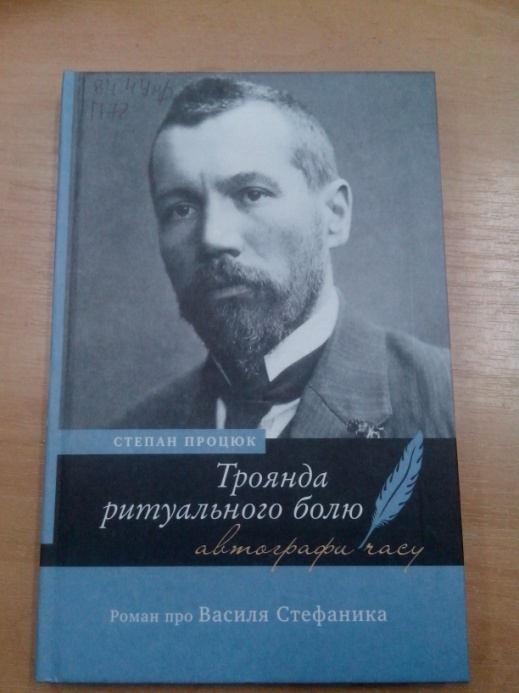 СТЕПАН ПРОЦЮК
Троянда
ритуального болю
автографи часу
Роман про Василя Стефаника